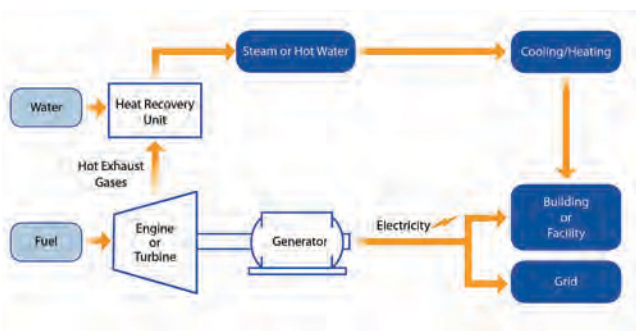 Steam or Hot Water
Cooling/Heating
Water
Heat Recovery
Unit
Hot Exhaust
Gases
Fuel
Engine
or
Turbine
Generator
Electricity
Building
or
Facility
Grid